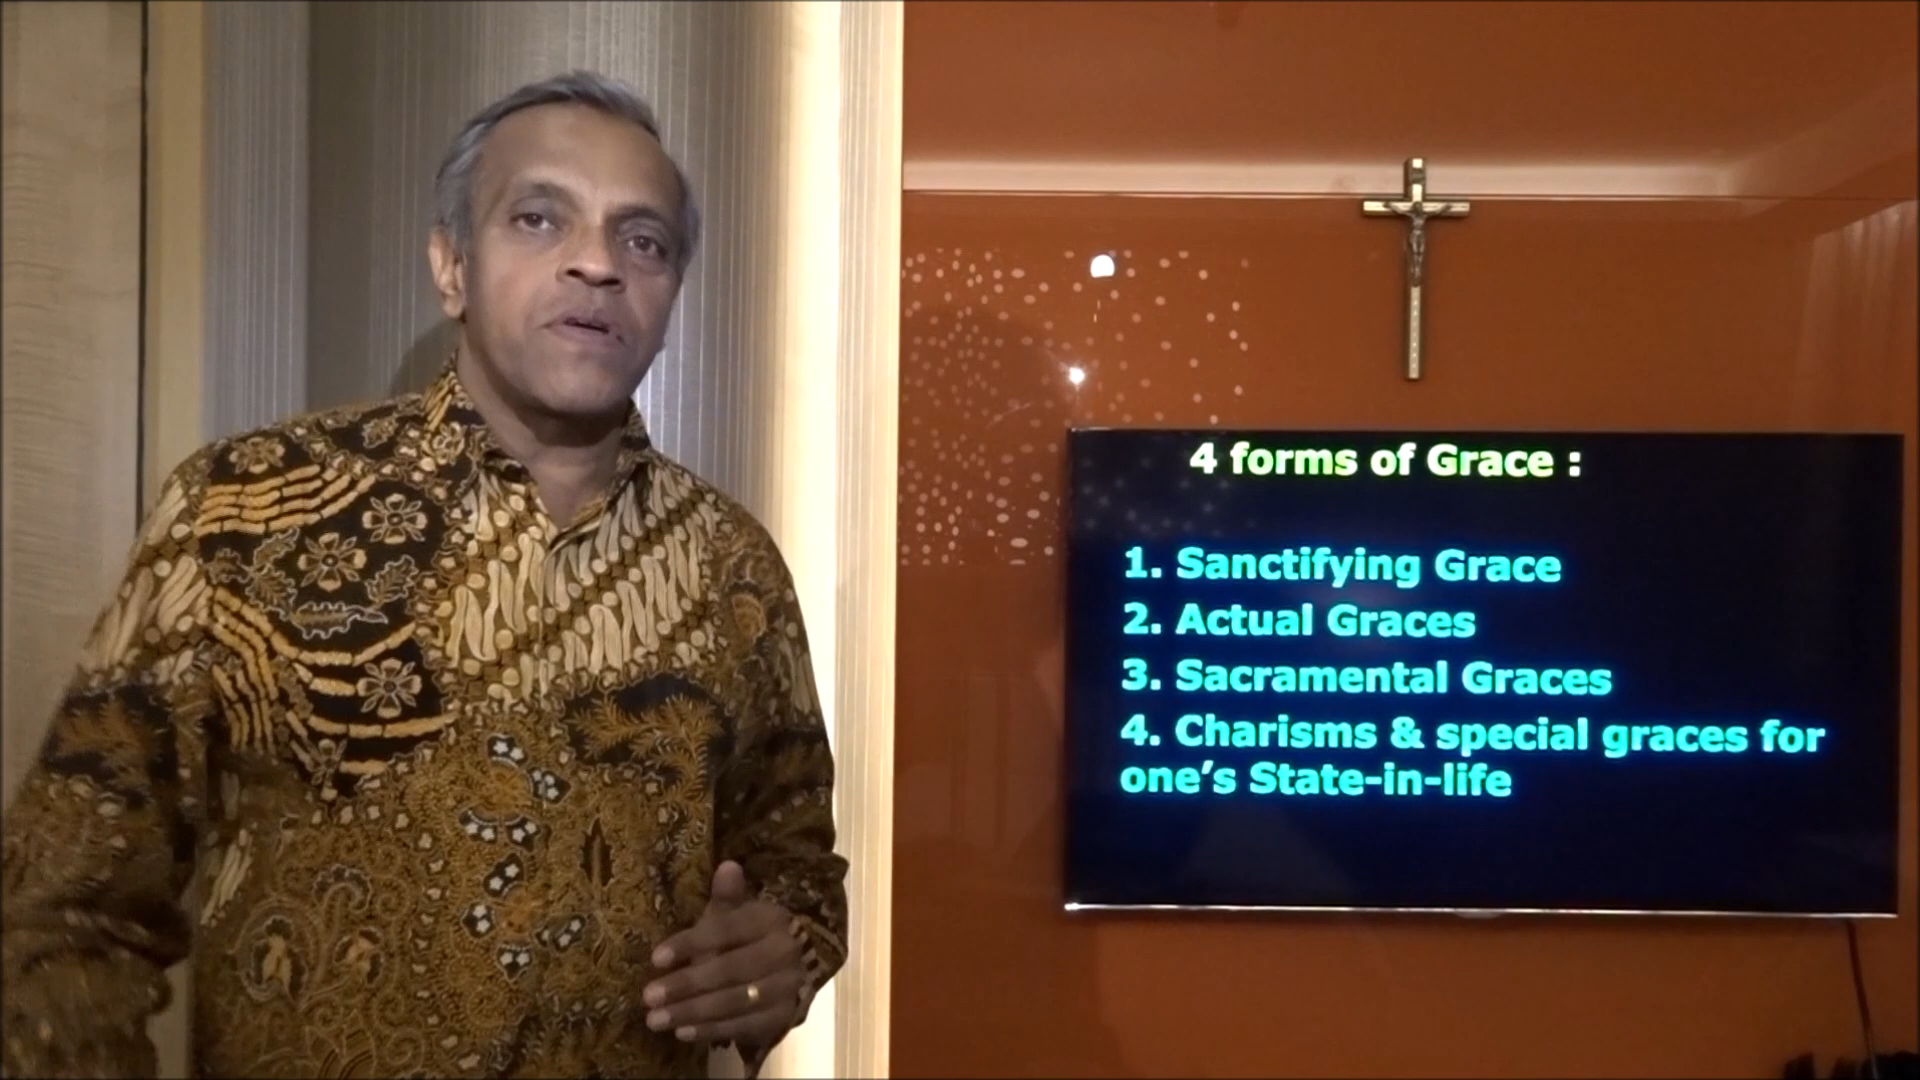 4 forms of Grace :
1. Sanctifying Grace
2. Actual Graces
3. Sacramental Graces
4. Charisms & special graces for
one’s State-in-life